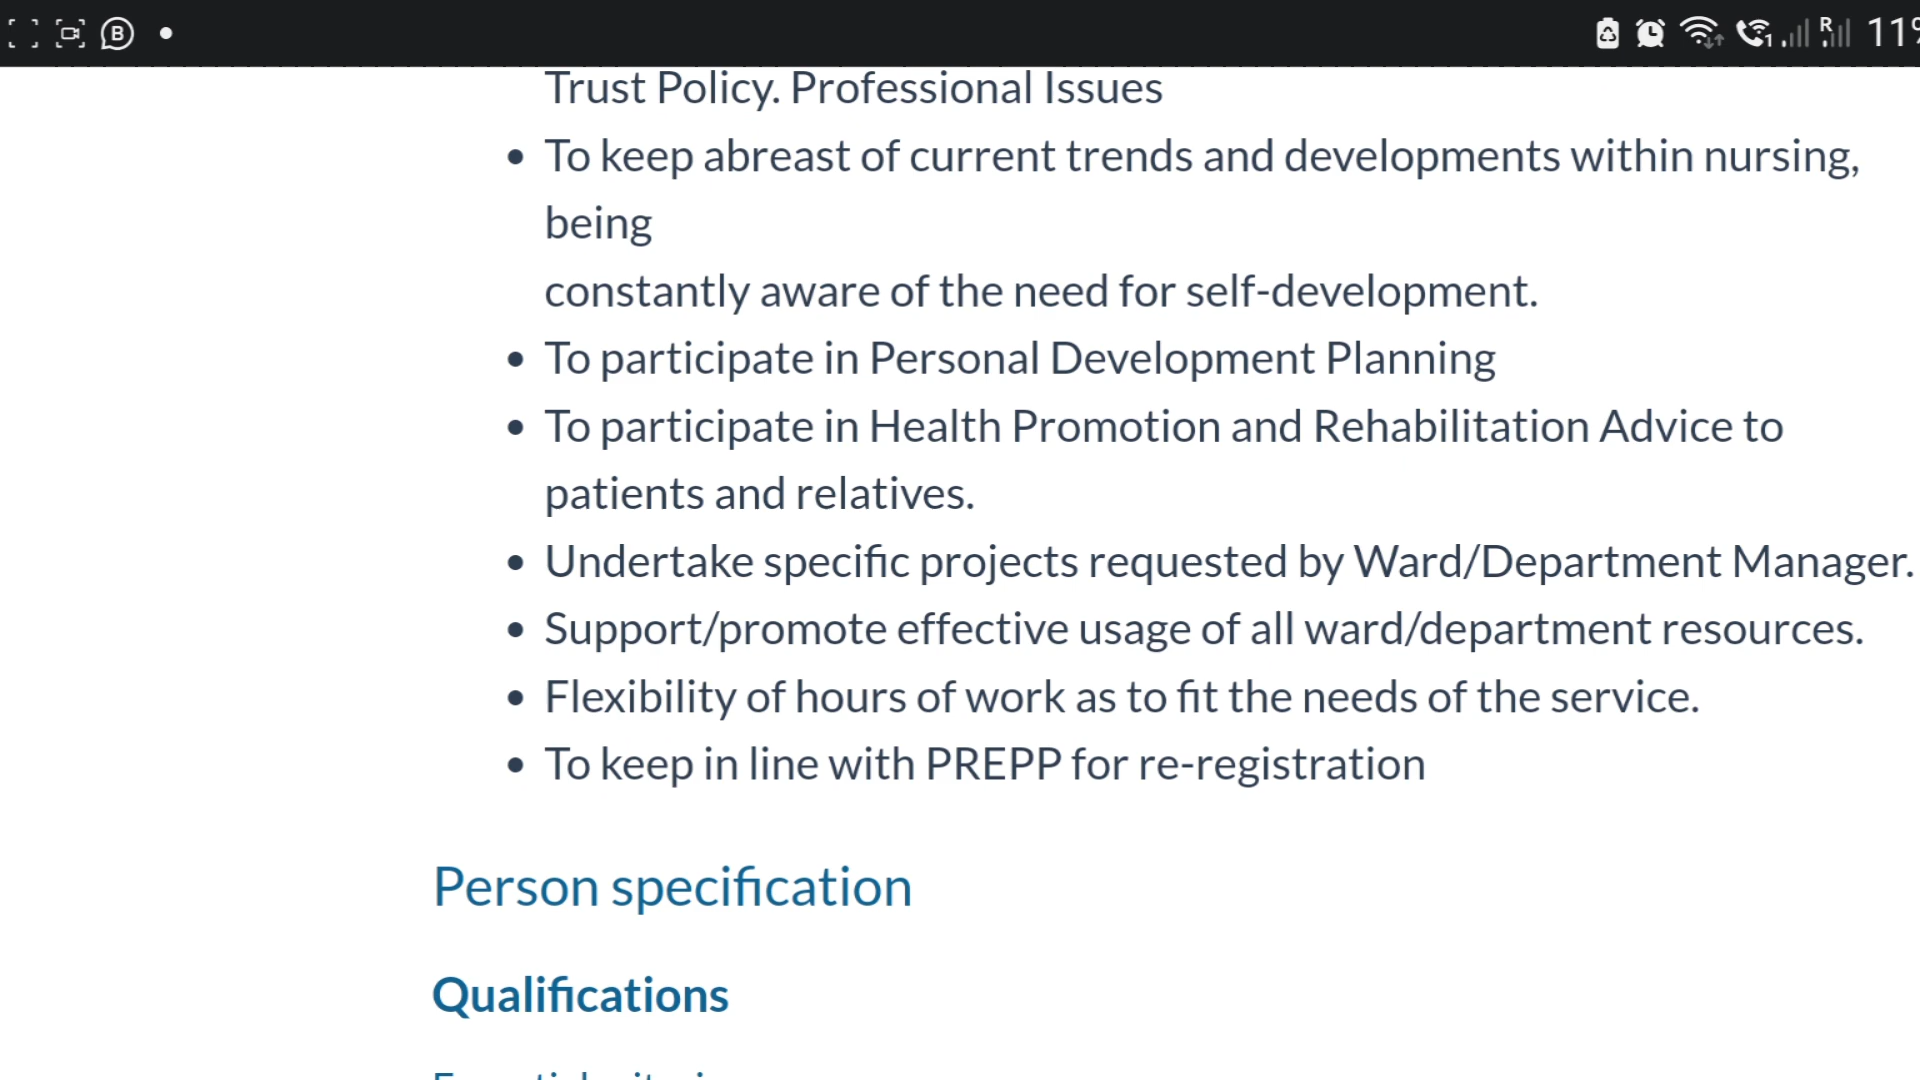 B
1 R 11%
Trust Policy. Professional Issues
• To keep abreast of current trends and developments within nursing,
being
constantly aware of the need for self-development.
• To participate in Personal Development Planning
• To participate in Health Promotion and Rehabilitation Advice to
patients and relatives.
• Undertake specific projects requested by Ward/Department Manager.
• Support/promote effective usage of all ward/department resources.
• Flexibility of hours of work as to fit the needs of the service.
• To keep in line with PREPP for re-registration
Person specification
Qualifications